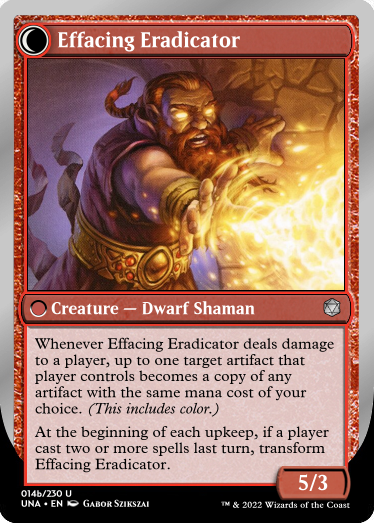 Effacing Eradicator
Creature — Dwarf Shaman
Whenever Effacing Eradicator deals damage
to a player, up to one target artifact that
player controls becomes a copy of any
artifact with the same mana cost of your
choice. (This includes color.)
At the beginning of each upkeep, if a player
cast two or more spells last turn, transform
Effacing Eradicator.
5/3
014b/230 U
UNA • EN Gabor Szikszai
™ & 2022 Wizards of the Coast